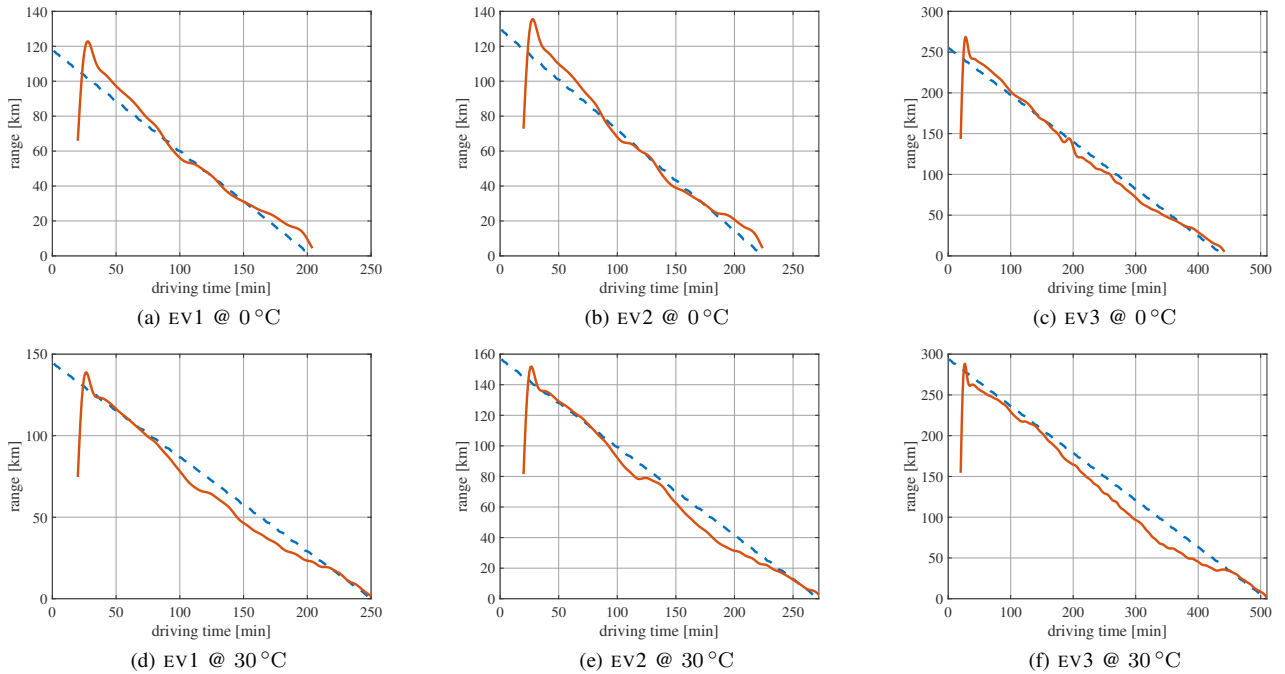 140
120
100
80
60
40
20
0
range [km]
0 50 100 150 200 250
driving time [min]
(a) EV1 @ 0 °C
140
120
100
80
60
40
20
0
range [km]
0 50 100 150 200 250
driving time [min]
(b) EV2 @ 0 °C
300
250
200
150
100
50
0
range [km]
0 100 200 300 400 500
driving time [min]
(c) EV3 @ 0 °C
150
100
50
0
range [km]
0 50 100 150 200 250
driving time [min]
(d) EV1 @ 30 °C
160
140
120
100
80
60
40
20
0
range [km]
0 50 100 150 200 250
driving time [min]
(e) EV2 @ 30 °C
300
250
200
150
100
50
0
range [km]
0 100 200 300 400 500
driving time [min]
(f) EV3 @ 30 °C